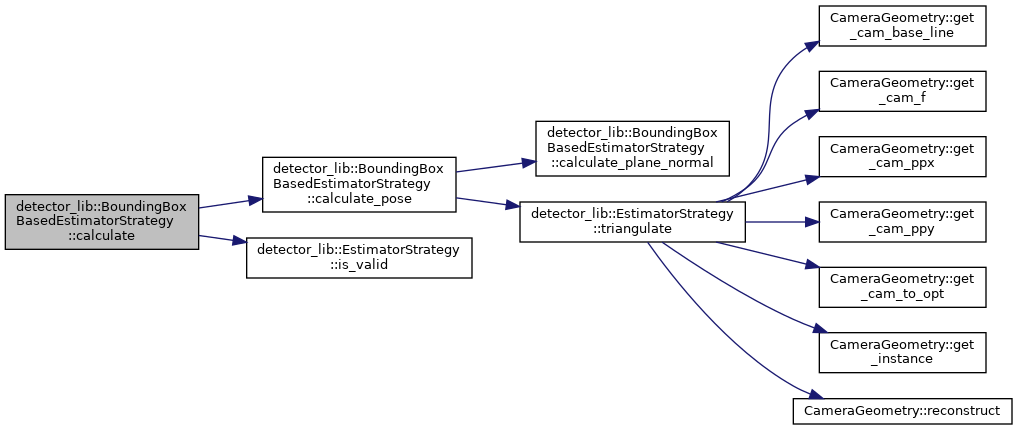 detector_lib::BoundingBox
BasedEstimatorStrategy
::calculate
detector_lib::BoundingBox
BasedEstimatorStrategy
::calculate_pose
detector_lib::EstimatorStrategy
::is_valid
detector_lib::BoundingBox
BasedEstimatorStrategy
::calculate_plane_normal
detector_lib::EstimatorStrategy
::triangulate
CameraGeometry::get
_cam_base_line
CameraGeometry::get
_cam_f
CameraGeometry::get
_cam_ppx
CameraGeometry::get
_cam_ppy
CameraGeometry::get
_cam_to_opt
CameraGeometry::get
_instance
CameraGeometry::reconstruct